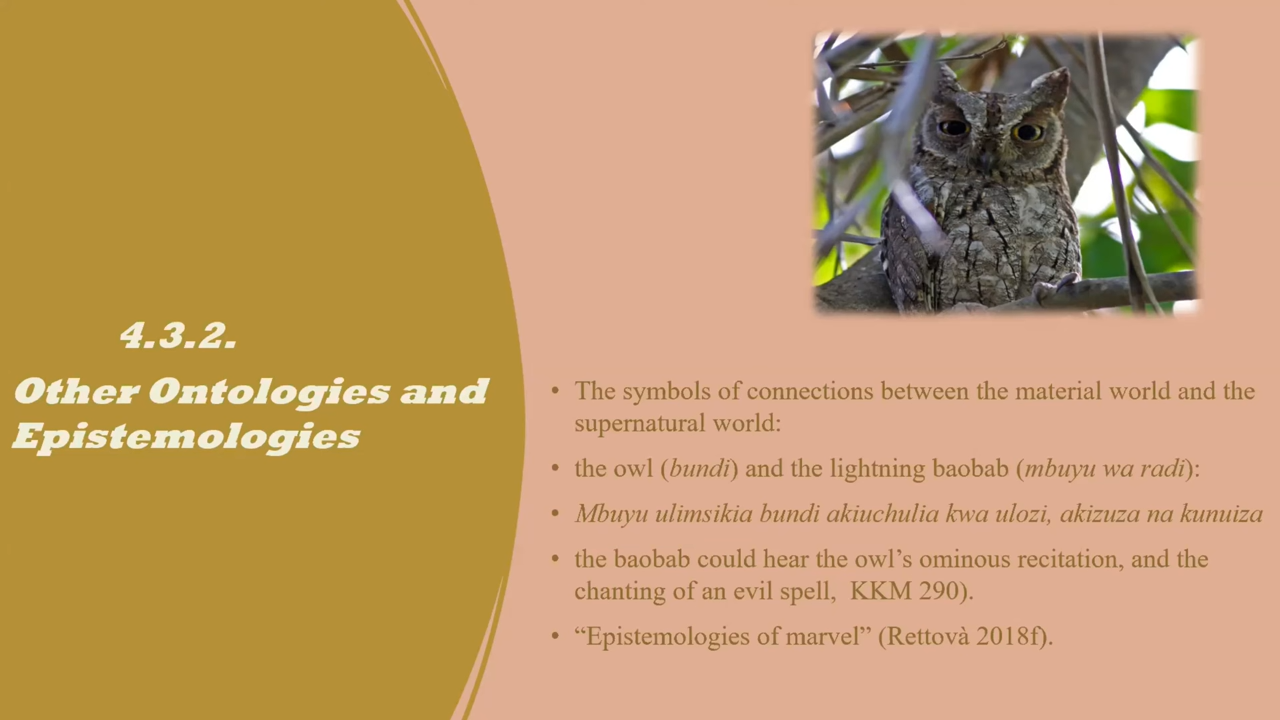 4.3.2.
Other Ontologies and
Epistemologies
• The symbols of connections between the material world and the
supernatural world:
• the owl (bundi) and the lightning baobab (mbuyu wa radi):
• Mbuyu ulimsikia bundi akiuchulia kwa ulozi, akizuza na kunuiza
• the baobab could hear the owl’s ominous recitation, and the
chanting of an evil spell,  KKM 290).
• “Epistemologies of marvel” (Rettovà 2018f).